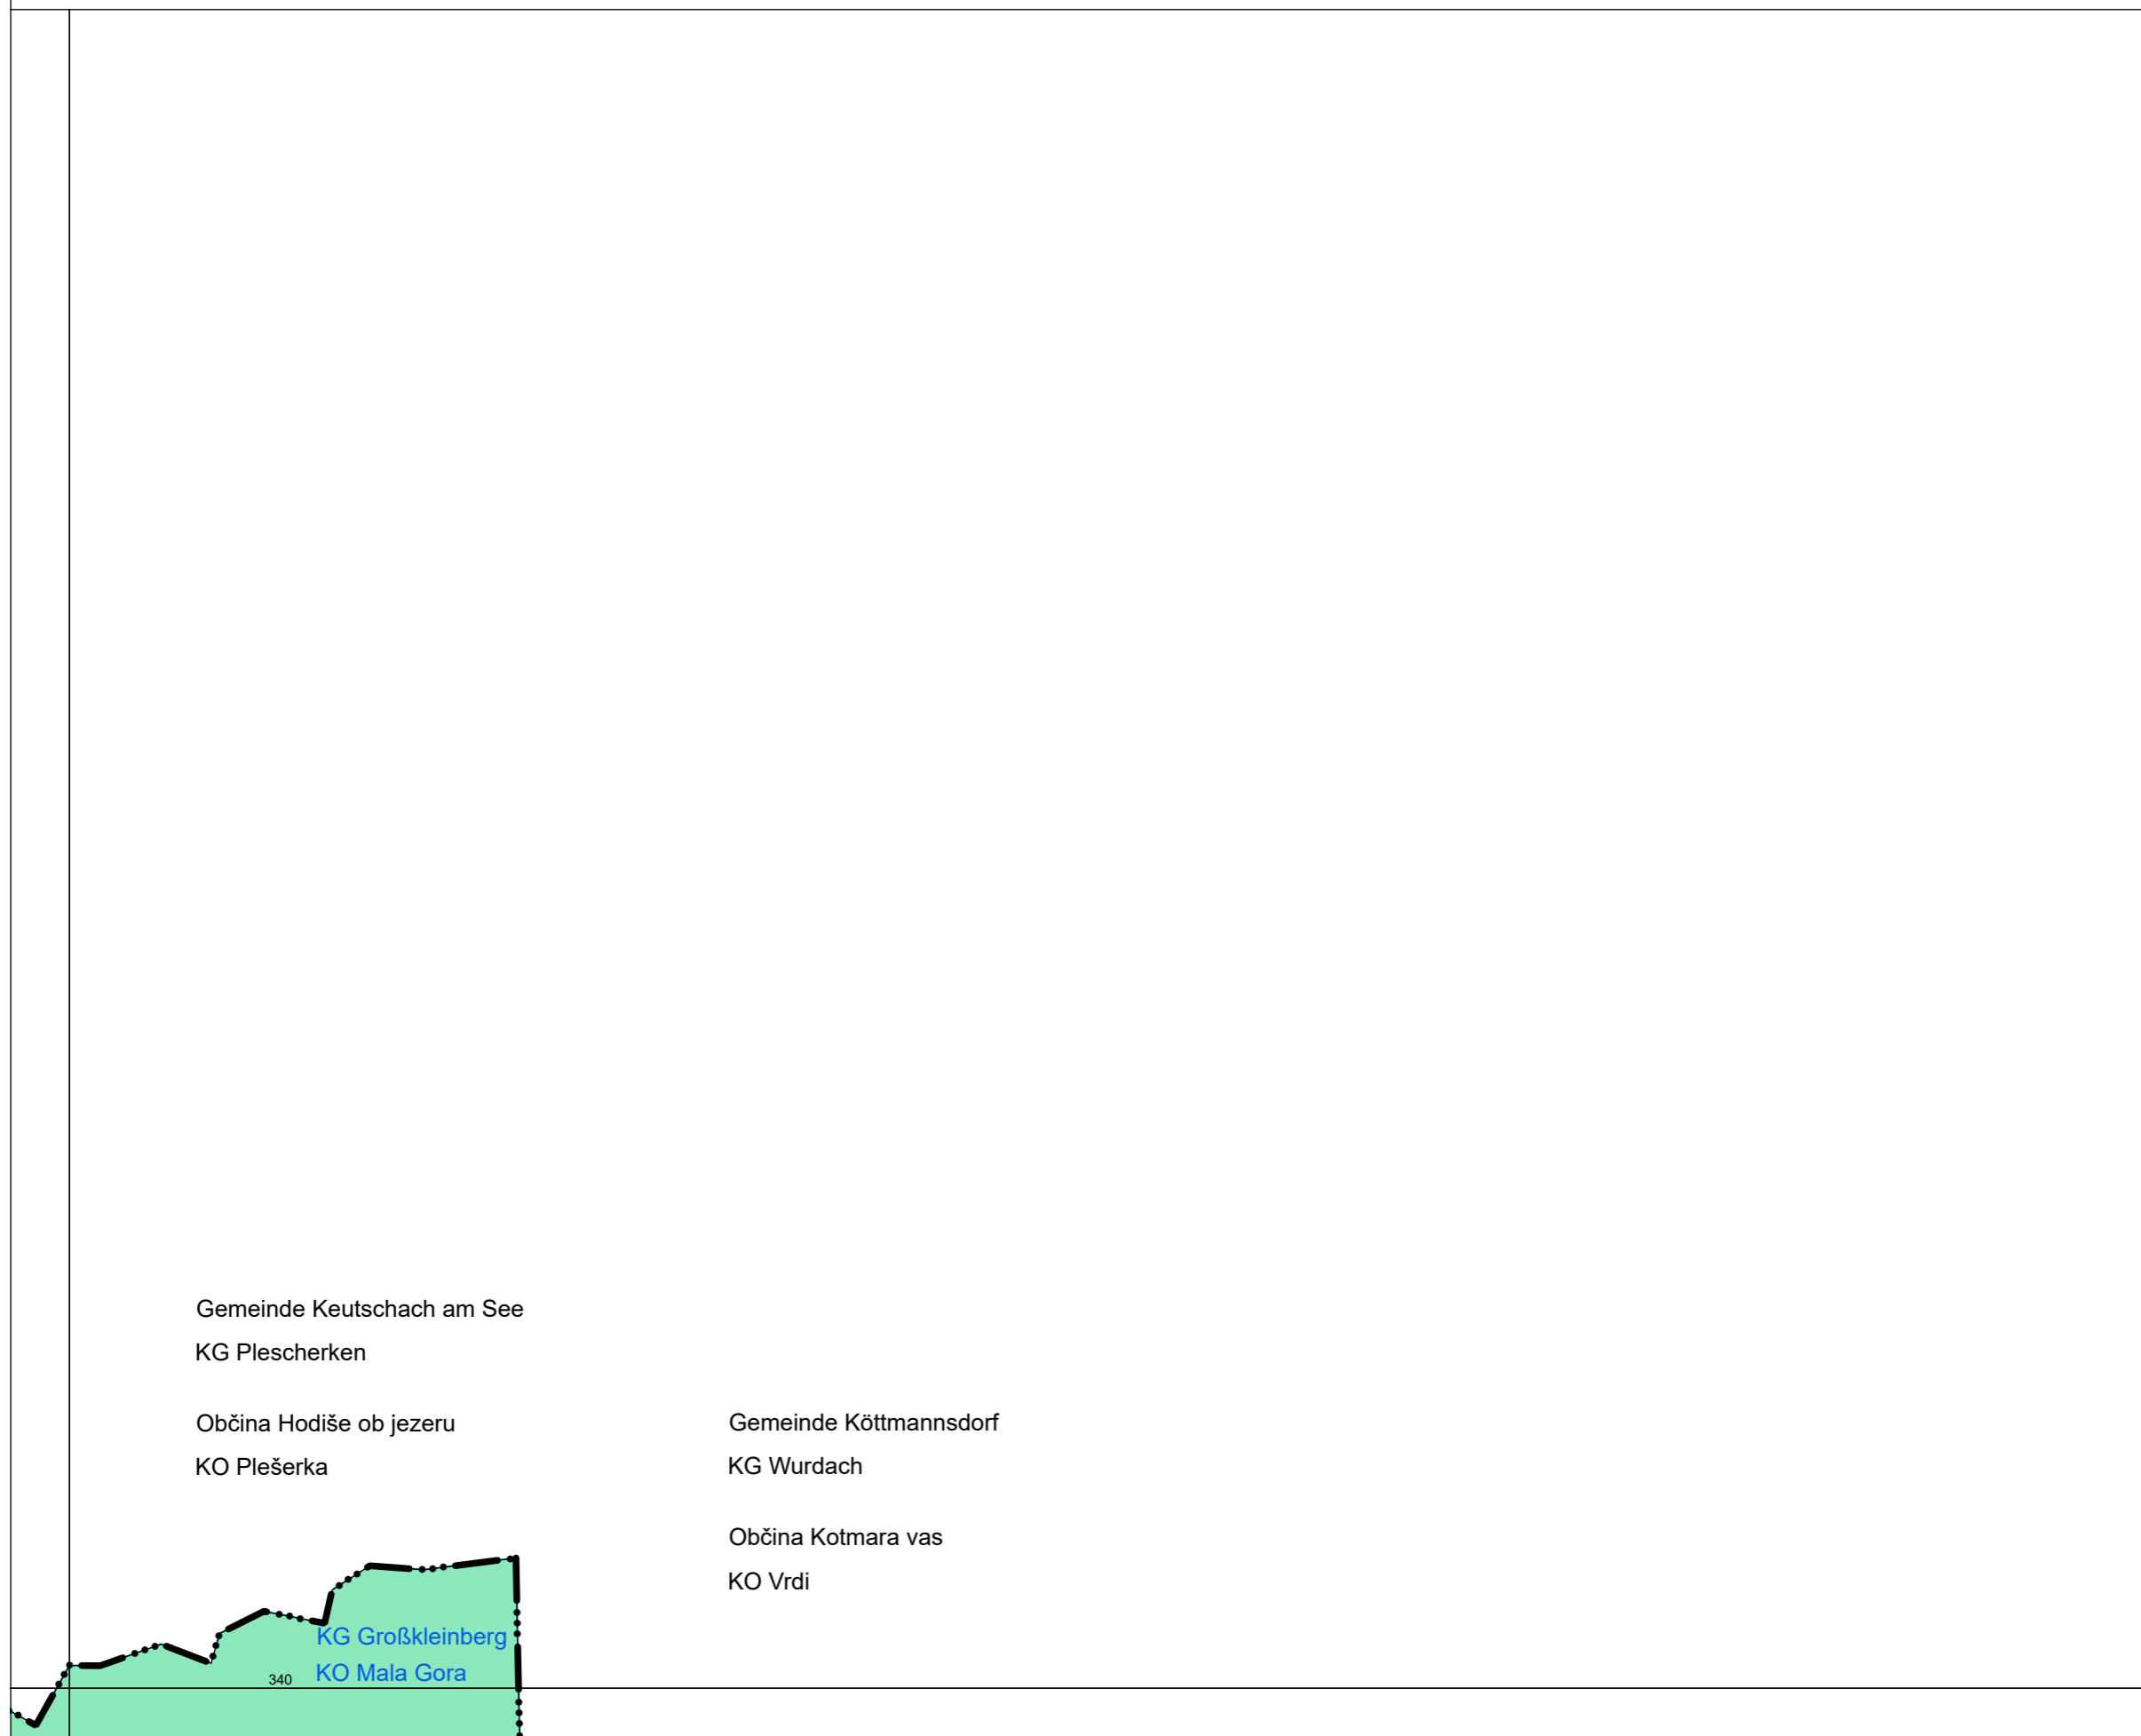 Gemeinde Keutschach am See
KG Plescherken
Občina Hodiše ob jezeru
KO Plešerka
Gemeinde Köttmannsdorf
KG Wurdach
Občina Kotmara vas
KO Vrdi
KG Großkleinberg
KO Mala Gora
340